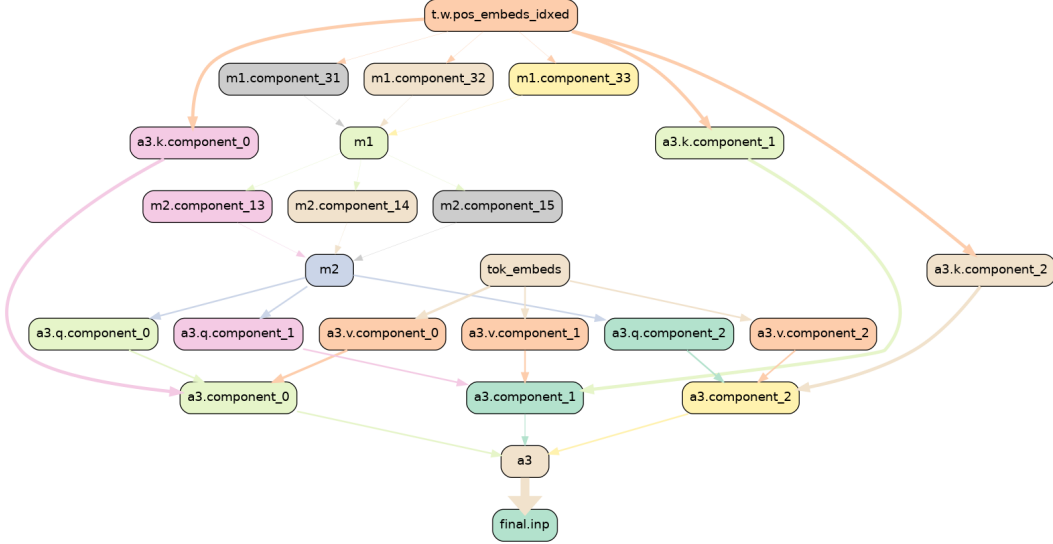 t.w.pos_embeds_idxed
m1.component_31
m1.component_32
m1.component_33
a3.k.component_0
m1
a3.k.component_1
m2.component_13
m2.component_14
m2.component_15
m2
tok_embeds
a3.k.component_2
a3.q.component_0
a3.q.component_1
a3.v.component_0
a3.v.component_1
a3.q.component_2
a3.v.component_2
a3.component_0
a3.component_1
a3.component_2
a3
final.inp